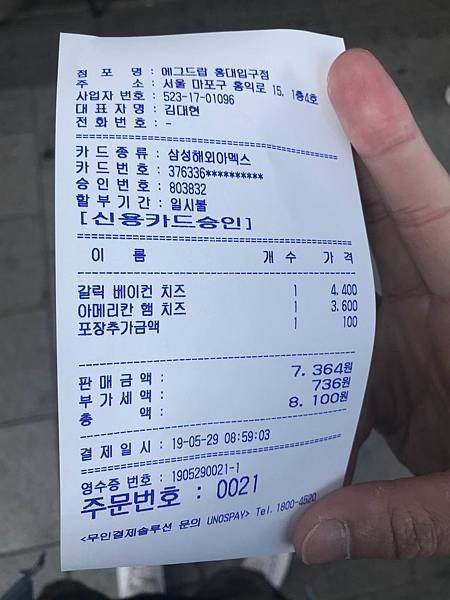 점 포 명 : 에그드랍 홍대입구점
주 소 : 서울 마포구 홍익로 15, 1층4호
사업자 번호 : 523-17-01096
대 표 자 명 : 김대현
전 화 번 호 : -
카 드 종 류 : 삼성해외아멕스
카 드 번 호 : 376336**********
승 인 번 호 : 803832
할 부 기 간 : 일시불
[신용카드승인]
이 름 개 수 가 격
갈릭 베이컨 치즈 1 4,400
아메리칸 햄 치즈 1 3,600
포장추가금액 1 100
판 매 금 액 : 7,364원
부 가 세 액 : 736원
총 액 : 8,100원
결 제 일 시 : 19-05-29 08:59:03
영수증 번호 : 1905290021-1
주문번호 : 0021
<무인결제솔루션 문의 UNOSPAY> Tel.1800-4520